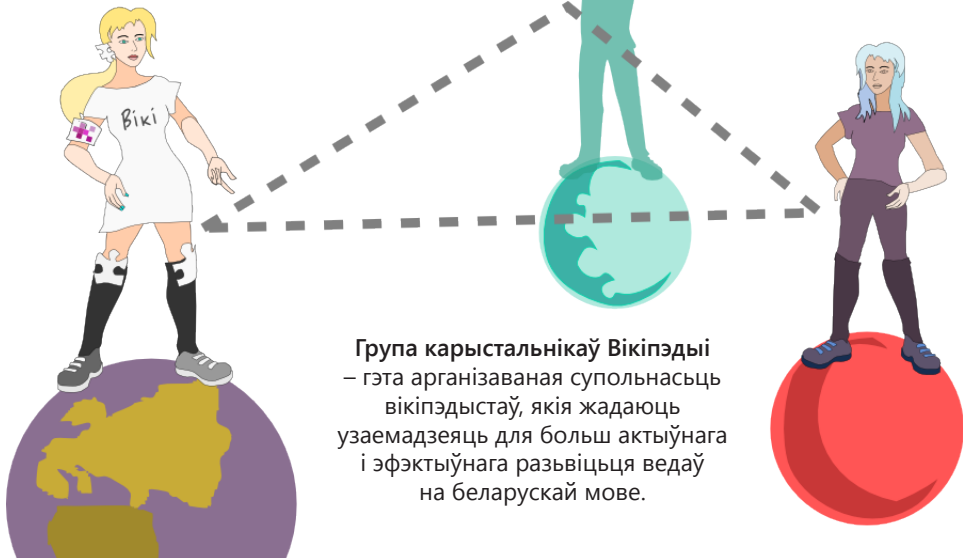 Вікі
Група карыстальнікаў Вікіпэдыі
– гэта арганізаваная супольнасьць
вікіпэдыстаў, якія жадаюць
узаемадзеяць для больш актыўнага
і эфэктыўнага разьвіцьця ведаў
на беларускай мове.